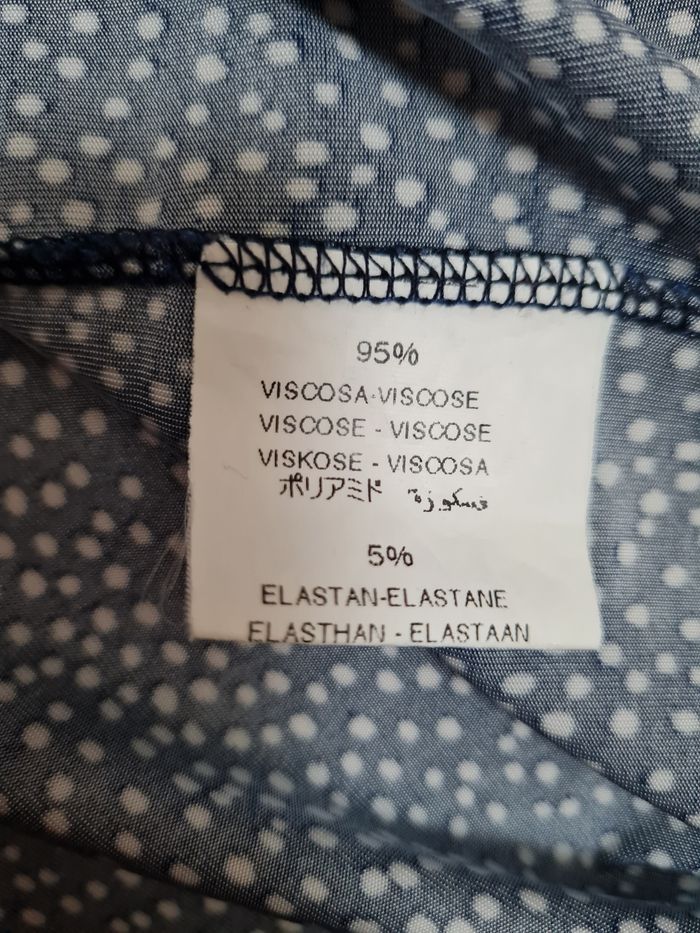 95%
VISCOSA-VISCOSE
VISCOSE - VISCOSE
VISKOSE - VISCOSA
ポリアミド
5%
ELASTAN-ELASTANE
ELASTHAN - ELASTAAN